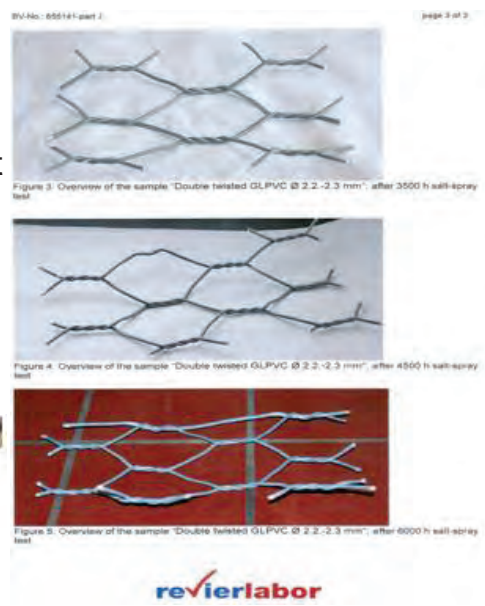 BV-No.: 655141-part J
page 3 of 3
Figure 3. Overview of the sample "Double twisted GLPVC Ø 2.2.-2.3 mm", after 3500 h salt-spray
test
Figure 4. Overview of the sample "Double twisted GLPVC Ø 2.2.-2.3 mm", after 4500 h salt-spray
test
Figure 5. Overview of the sample "Double twisted GLPVC Ø 2.2.-2.3 mm", after 6000 h salt-spray
test
revierlabor